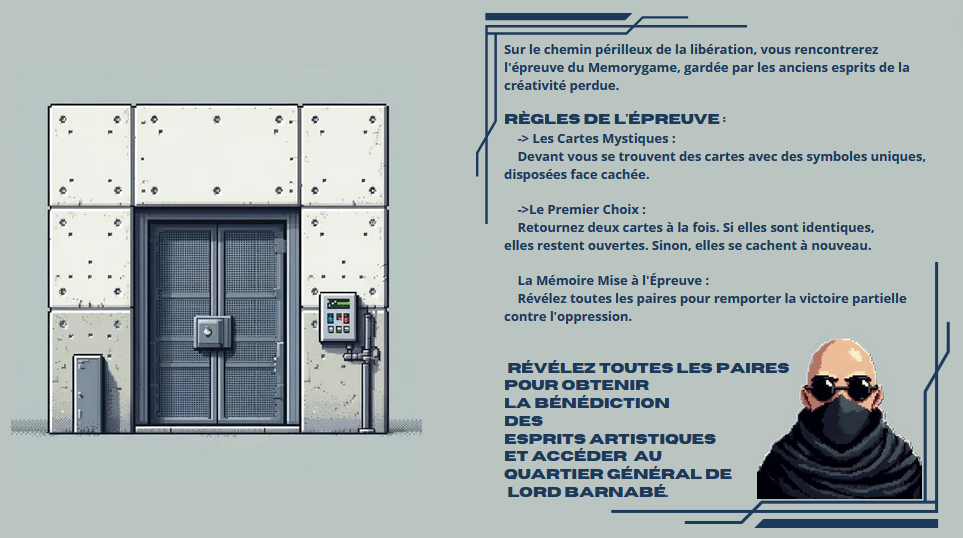 Sur le chemin périlleux de la libération, vous rencontrerez
l'épreuve du Memorygame, gardée par les anciens esprits de la
créativité perdue.
RÈGLES DE L'ÉPREUVE :
-> Les Cartes Mystiques :
Devant vous se trouvent des cartes avec des symboles uniques,
disposées face cachée.
->Le Premier Choix :
Retournez deux cartes à la fois. Si elles sont identiques,
elles restent ouvertes. Sinon, elles se cachent à nouveau.
La Mémoire Mise à l'Épreuve :
Révélez toutes les paires pour remporter la victoire partielle
contre l'oppression.
RÉVÉLEZ TOUTES LES PAIRES
POUR OBTENIR
LA BÉNÉDICTION
DES
ESPRITS ARTISTIQUES
ET ACCÉDER AU
QUARTIER GÉNÉRAL DE
LORD BARNABÉ.